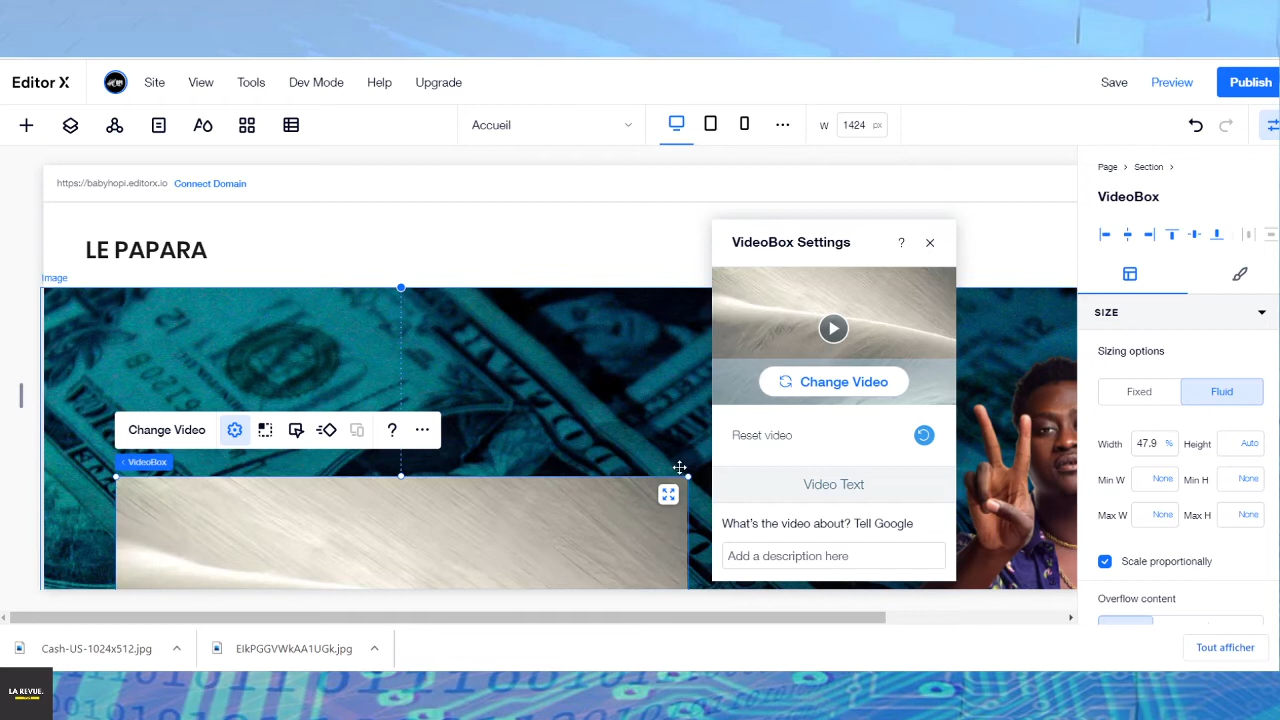 Editor X
Site
View
Tools
Dev Mode
Help
Upgrade
Save
Preview
Publish
Accueil
W
1424
px
https://babyhopi.editorx.io Connect Domain
LE PAPARA
Image
Change Video
VideoBox
VideoBox Settings
?
Change Video
Reset video
Video Text
What's the video about? Tell Google
Add a description here
Page
Section
VideoBox
SIZE
Sizing options
Fixed
Fluid
Width
47.9
%
Height
Auto
Min W
None
Min H
None
Max W
None
Max H
None
Scale proportionally
Overflow content
Cash-US-1024x512.jpg
Tout afficher
LA REVUE.